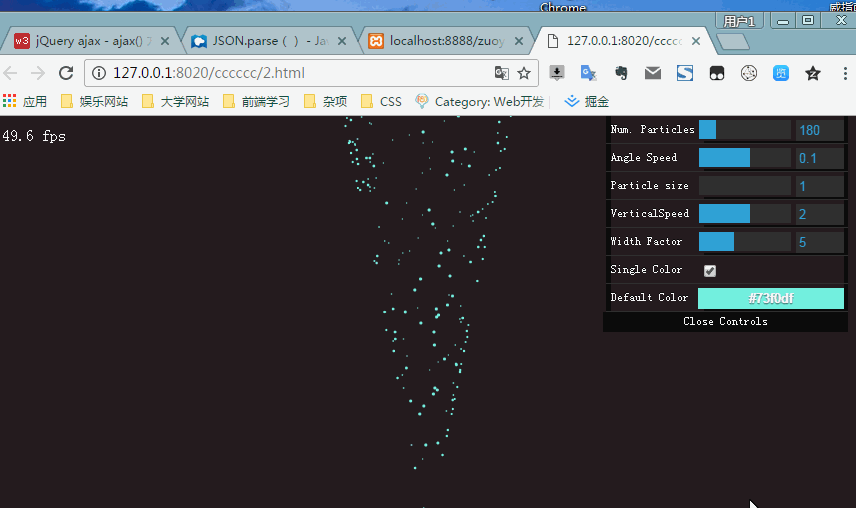 Chrome
威指
用户1
w3 jQuery ajax - ajax()
JSON.parse（ ） - Ja
localhost:8888/zuoy
127.0.0.1:8020/cccc
127.0.0.1:8020/cccccc/2.html
应用 娱乐网站 大学网站 前端学习 杂项 CSS Category: Web开发 掘金
49.6 fps
Num. Particles 180
Angle Speed 0.1
Particle size 1
VerticalSpeed 2
Width Factor 5
Single Color
Default Color #73f0df
Close Controls